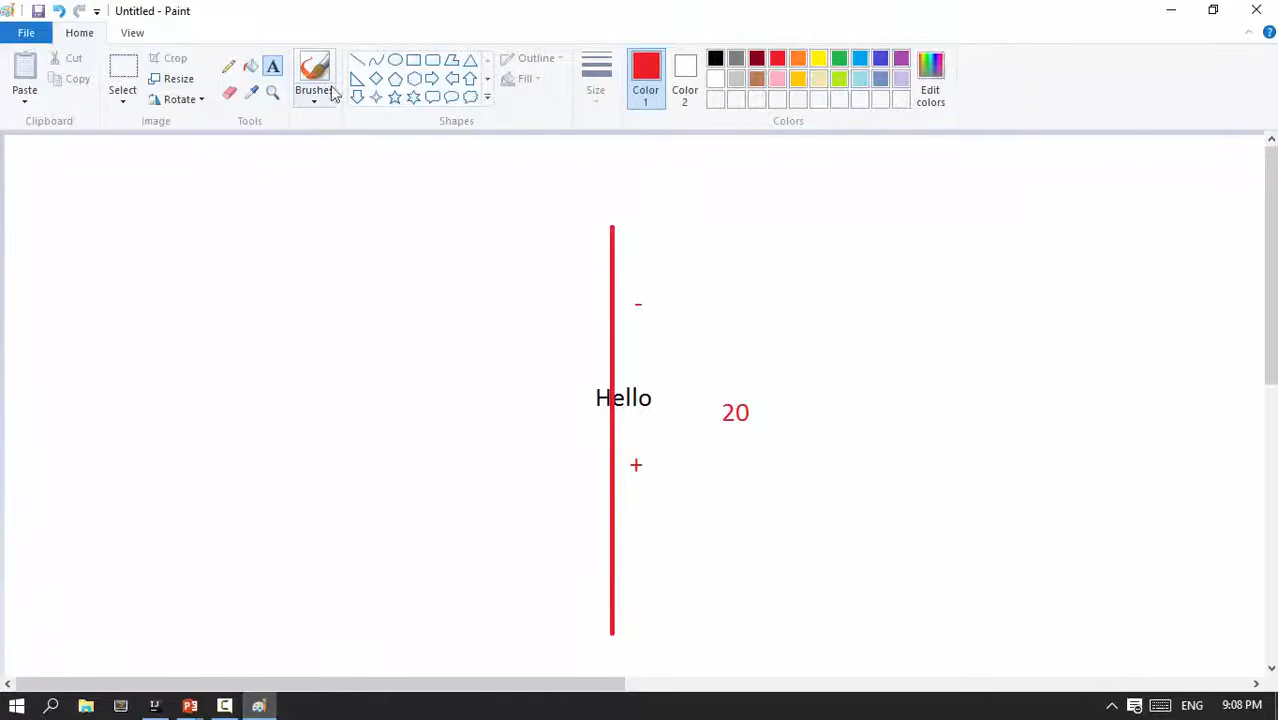 Untitled - Paint
File
Home
View
Paste
Cut
Copy
Clipboard
Select
Crop
Resize
Rotate
Image
A
Tools
Brushes
Outline
Fill
Shapes
Size
Color 1
Color 2
Edit colors
Colors
-
Hello
20
+
ENG
9:08 PM